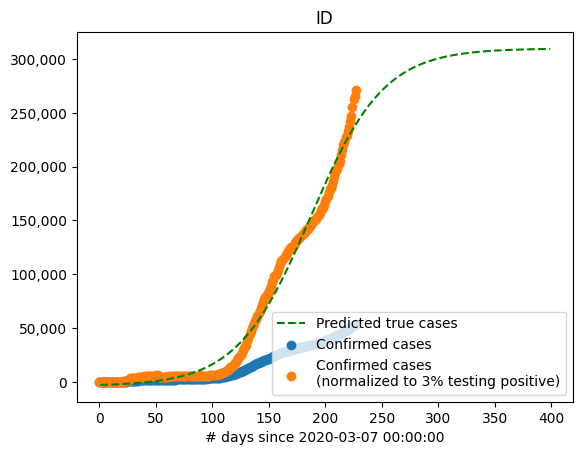 ID
300,000
250,000
200,000
150,000
100,000
50,000
0
Predicted true cases
Confirmed cases
Confirmed cases
(normalized to 3% testing positive)
0 50 100 150 200 250 300 350 400
# days since 2020-03-07 00:00:00